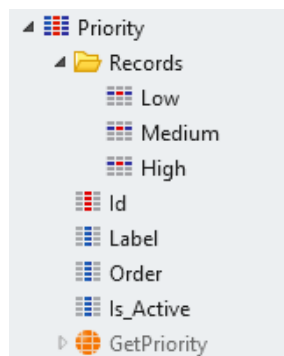 Priority
Records
Low
Medium
High
Id
Label
Order
Is_Active
GetPriority